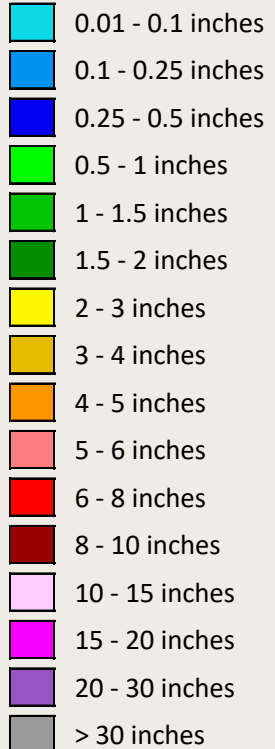 0.01 - 0.1 inches
0.1 - 0.25 inches
0.25 - 0.5 inches
0.5 - 1 inches
1 - 1.5 inches
1.5 - 2 inches
2 - 3 inches
3 - 4 inches
4 - 5 inches
5 - 6 inches
6 - 8 inches
8 - 10 inches
10 - 15 inches
15 - 20 inches
20 - 30 inches
> 30 inches